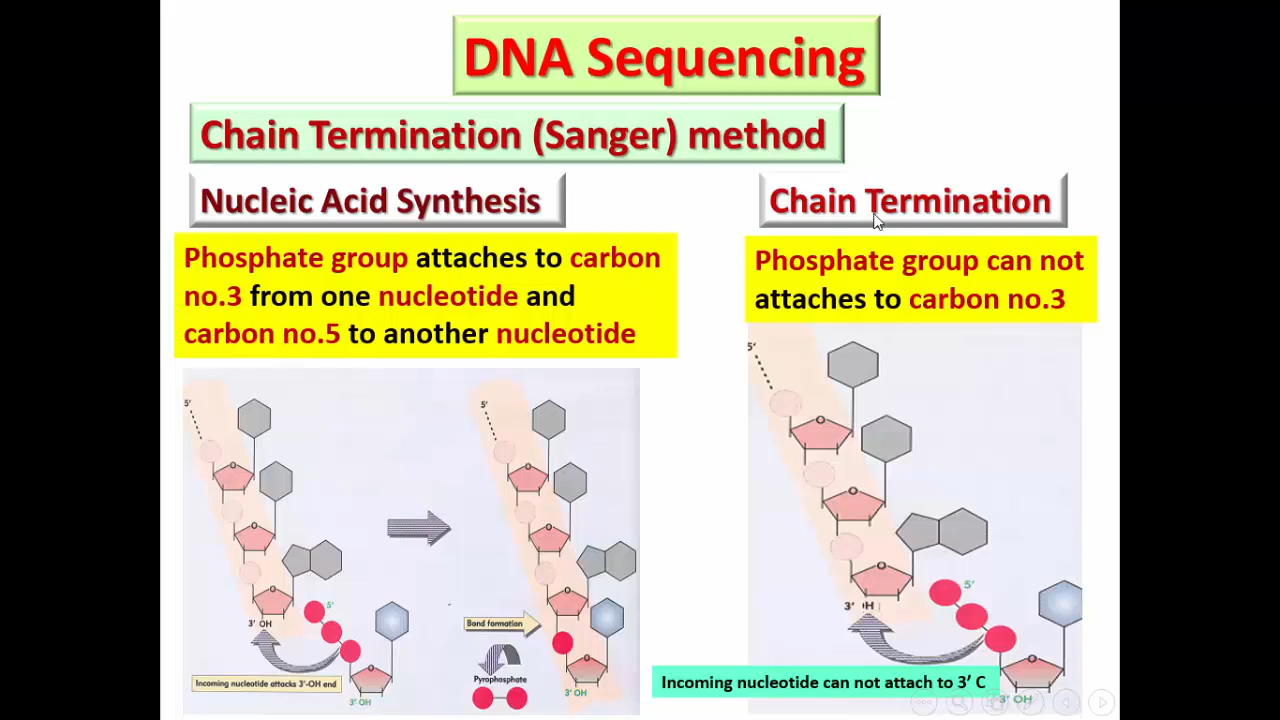 DNA Sequencing
Chain Termination (Sanger) method
Nucleic Acid Synthesis
Phosphate group attaches to carbon
no.3 from one nucleotide and
carbon no.5 to another nucleotide
5'
O
O
O
3' OH
5'
Incoming nucleotide attacks 3'-OH end
O
3' OH
5'
O
O
O
Bond formation
Pyrophosphate
O
3' OH
Chain Termination
Phosphate group can not
attaches to carbon no.3
5'
O
O
O
3' H
5'
O
Incoming nucleotide can not attach to 3' C
3' OH